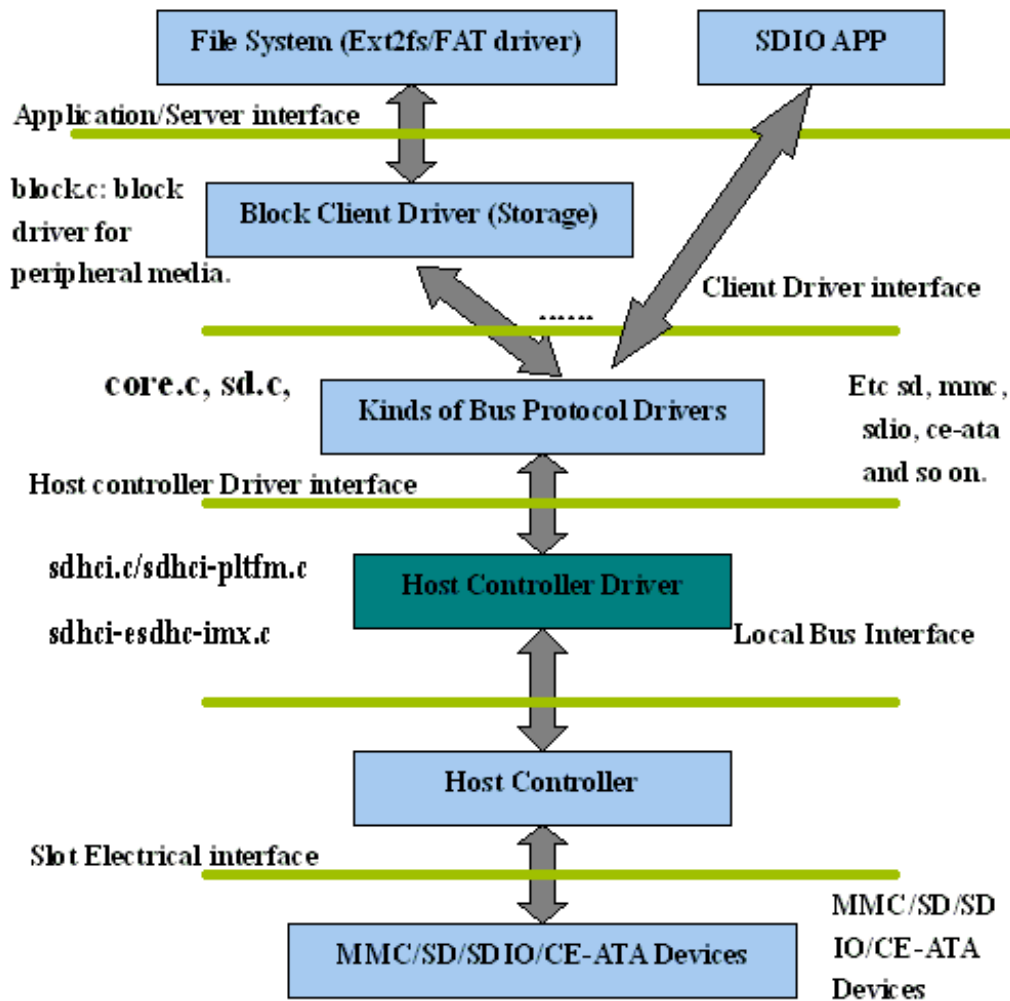 File System (Ext2fs/FAT driver)
SDIO APP
Application/Server interface
block.c: block
driver for
peripheral media.
Block Client Driver (Storage)
Client Driver interface
......
core.c, sd.c,
Kinds of Bus Protocol Drivers
Etc sd, mmc,
sdio, ce-ata
and so on.
Host controller Driver interface
sdhci.c/sdhci-pltfm.c
sdhci-esdhc-imx.c
Host Controller Driver
Local Bus Interface
Host Controller
Slot Electrical interface
MMC/SD/SDIO/CE-ATA Devices
MMC/SD/SD
IO/CE-ATA
Devices